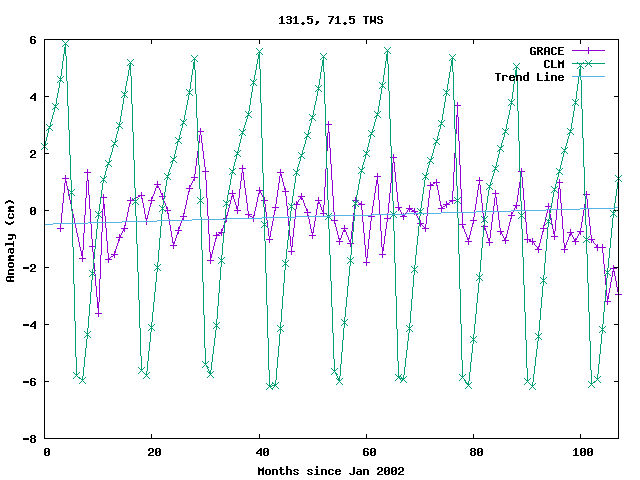 131.5, 71.5 TWS
GRACE
CLM
Trend Line
6
4
2
0
-2
-4
-6
-8
Anomaly (cm)
0 20 40 60 80 100
Months since Jan 2002